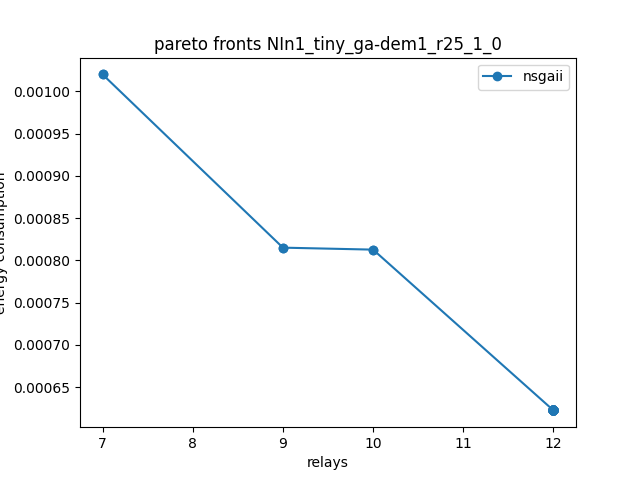 pareto fronts NIn1_tiny_ga-dem1_r25_1_0
nsgaii
0.00100
0.00095
0.00090
0.00085
0.00080
0.00075
0.00070
0.00065
energy consumption
7 8 9 10 11 12
relays